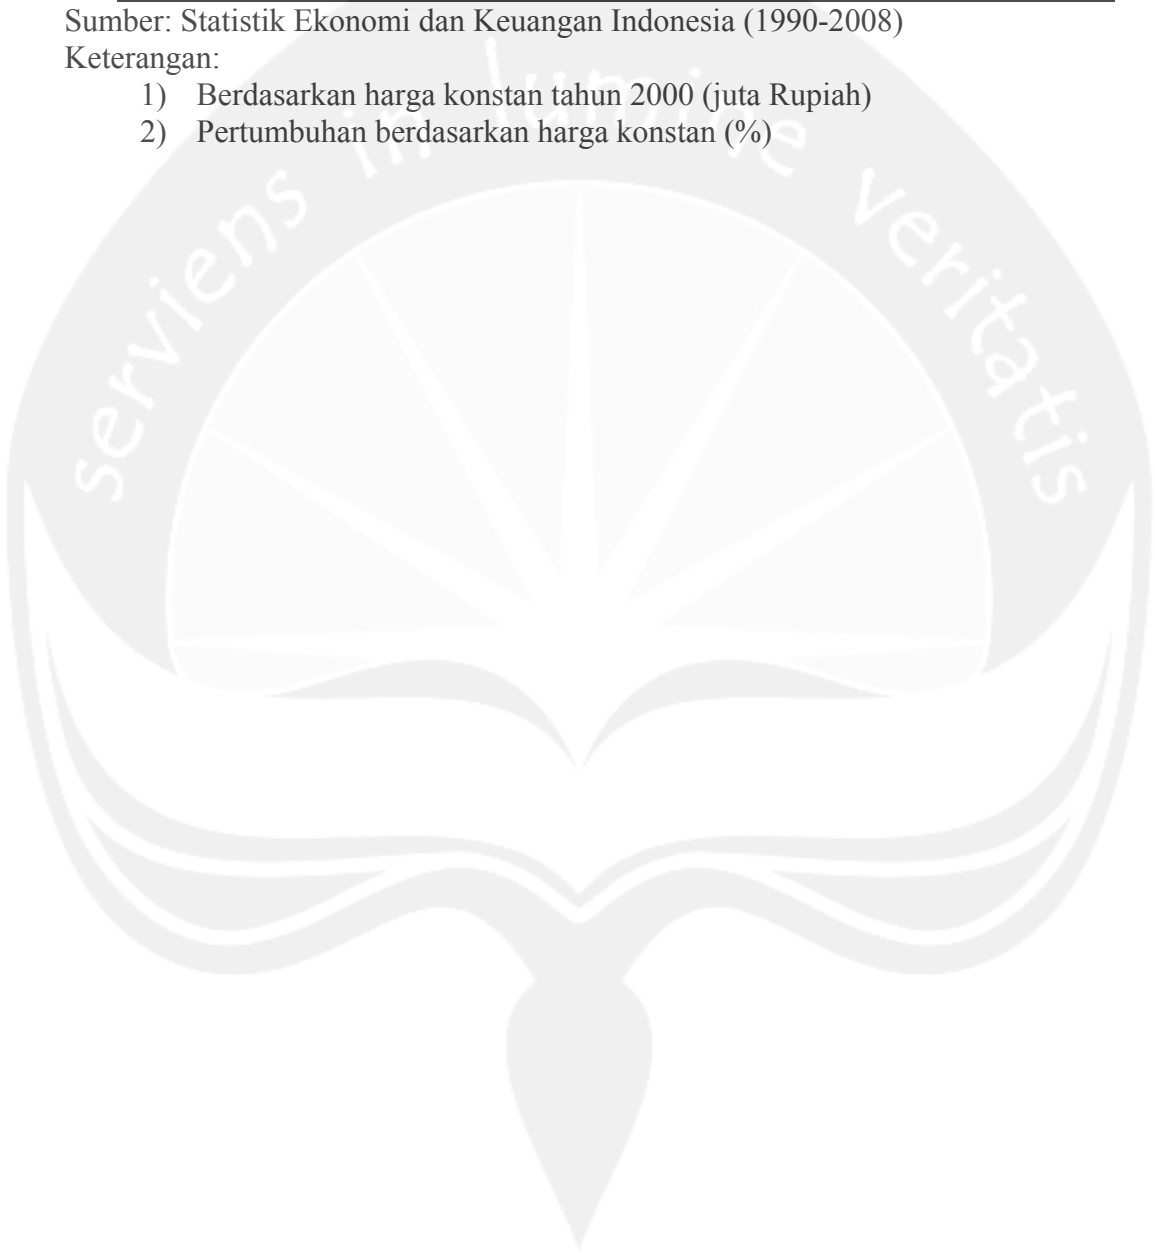 Sumber: Statistik Ekonomi dan Keuangan Indonesia (1990-2008)
Keterangan:
1) Berdasarkan harga konstan tahun 2000 (juta Rupiah)
2) Pertumbuhan berdasarkan harga konstan (%)
serviens in lumine veritatis